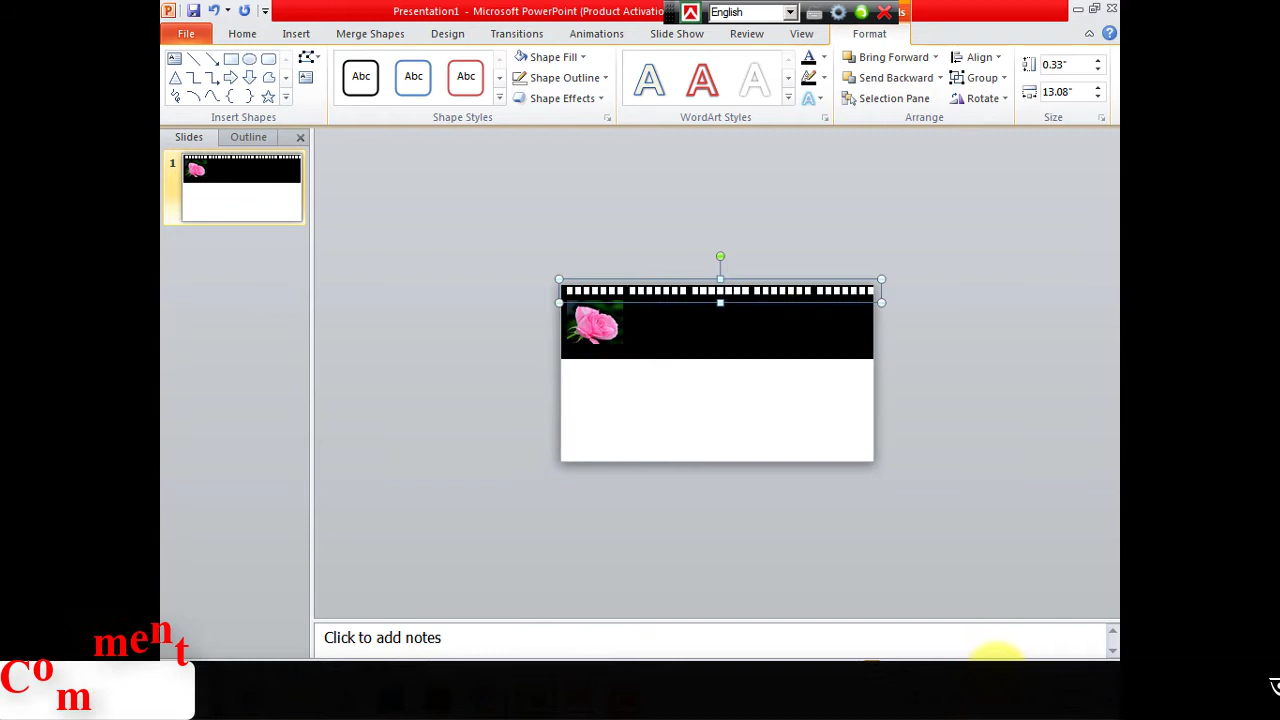 Presentation1 - Microsoft PowerPoint (Product Activatio
English
File
Home
Insert
Merge Shapes
Design
Transitions
Animations
Slide Show
Review
View
Format
Abc
Abc
Abc
Shape Fill
Shape Outline
Shape Effects
A
A
A
Bring Forward
Send Backward
Selection Pane
Align
Group
Rotate
0.33"
13.08"
Insert Shapes
Shape Styles
WordArt Styles
Arrange
Size
Slides
Outline
1
Click to add notes
Comment